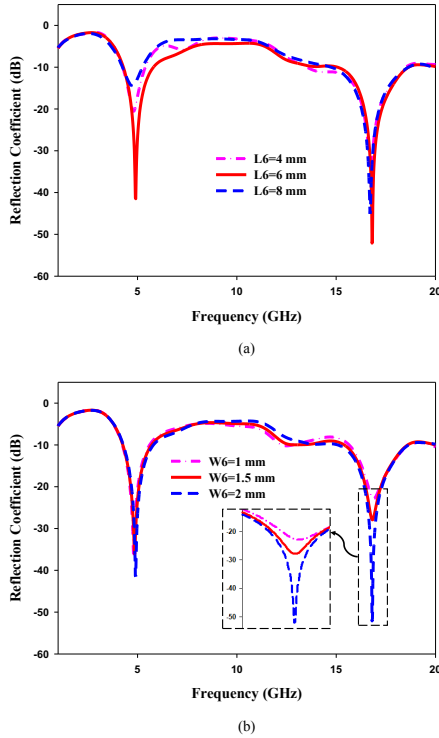 0
-10
-20
-30
-40
-50
-60
Reflection Coefficient (dB)
L6=4 mm
L6=6 mm
L6=8 mm
5 10 15 20
Frequency (GHz)
(a)
0
-10
-20
-30
-40
-50
-60
Reflection Coefficient (dB)
W6=1 mm
W6=1.5 mm
W6=2 mm
-20
-30
-40
-50
5 10 15 20
Frequency (GHz)
(b)